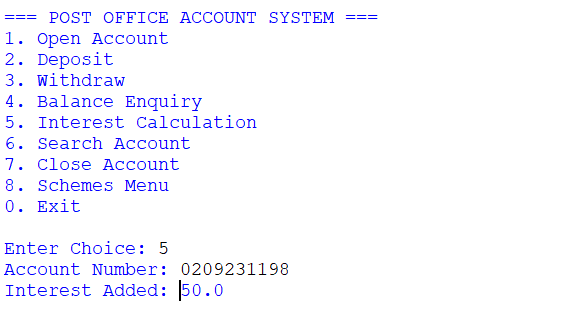 === POST OFFICE ACCOUNT SYSTEM ===
1. Open Account
2. Deposit
3. Withdraw
4. Balance Enquiry
5. Interest Calculation
6. Search Account
7. Close Account
8. Schemes Menu
0. Exit
Enter Choice: 5
Account Number: 0209231198
Interest Added: 50.0